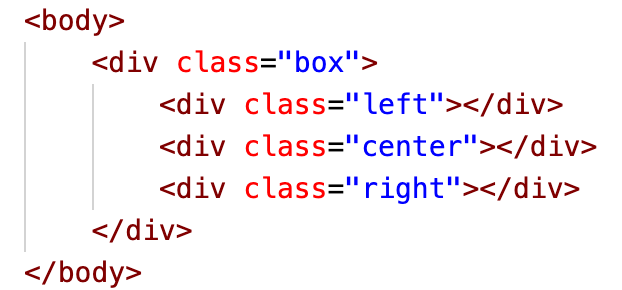 <body>
    <div class="box">
        <div class="left"></div>
        <div class="center"></div>
        <div class="right"></div>
    </div>
</body>